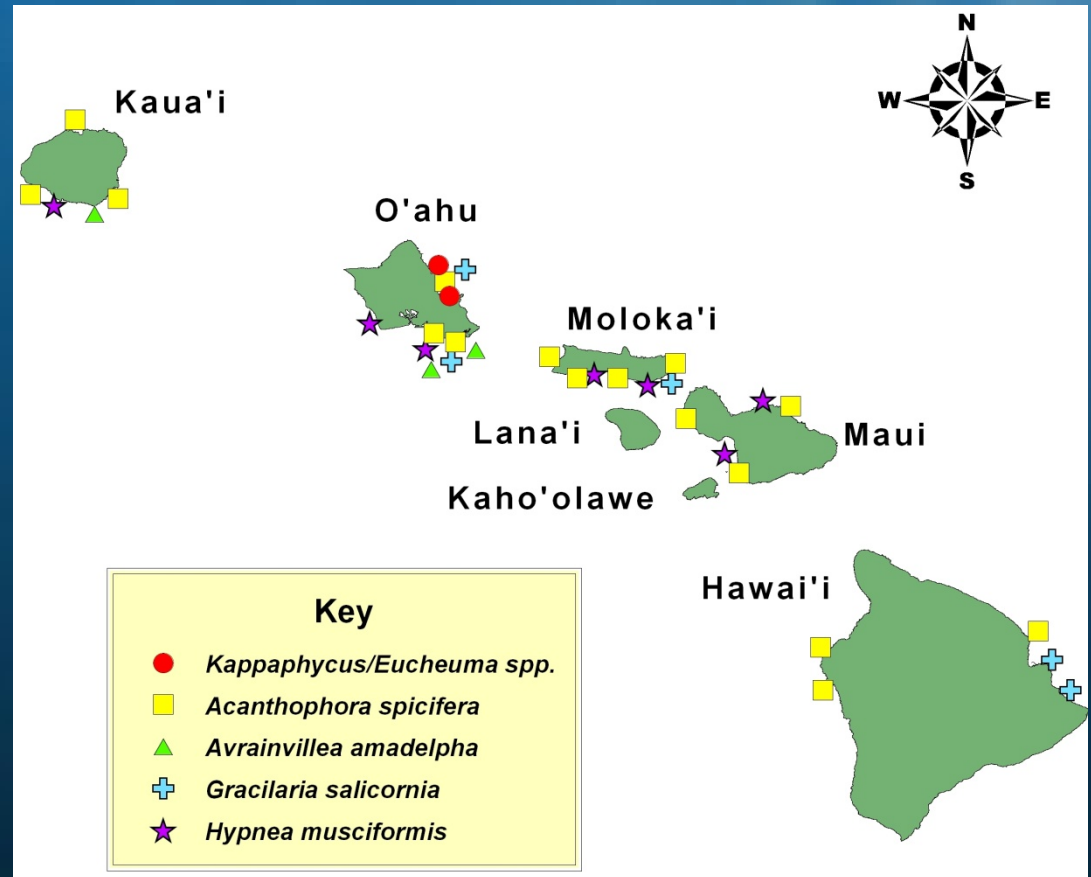 N
W E
S
Kaua'i
O'ahu
Moloka'i
Lana'i
Maui
Kaho'olawe
Hawai'i
Key
Kappaphycus/Eucheuma spp.
Acanthophora spicifera
Avrainvillea amadelpha
Gracilaria salicornia
Hypnea musciformis